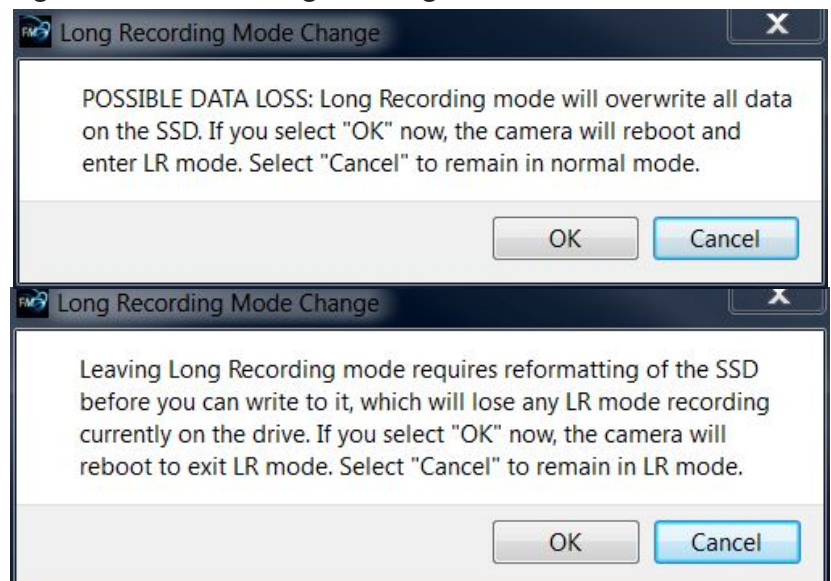 FM
Long Recording Mode Change
X
POSSIBLE DATA LOSS: Long Recording mode will overwrite all data
on the SSD. If you select "OK" now, the camera will reboot and
enter LR mode. Select "Cancel" to remain in normal mode.
OK
Cancel
FM
Long Recording Mode Change
X
Leaving Long Recording mode requires reformatting of the SSD
before you can write to it, which will lose any LR mode recording
currently on the drive. If you select "OK" now, the camera will
reboot to exit LR mode. Select "Cancel" to remain in LR mode.
OK
Cancel